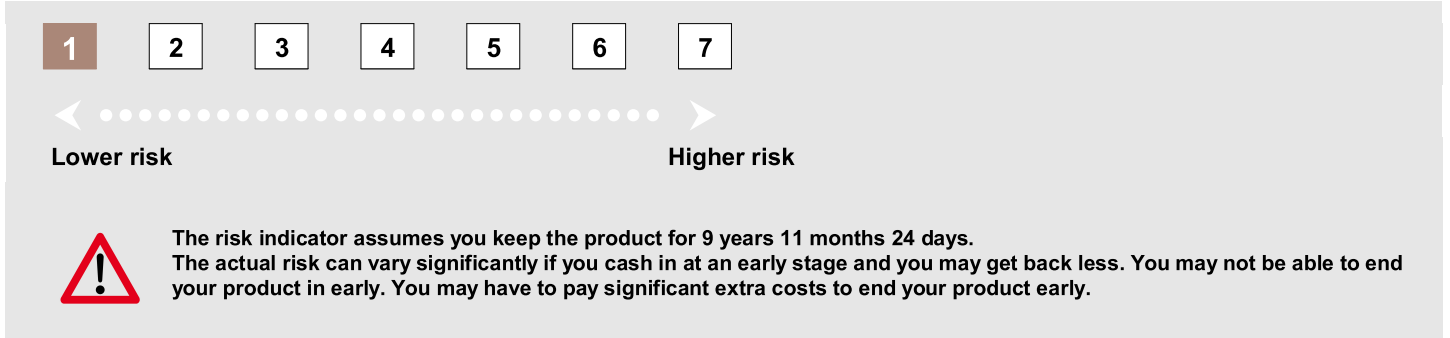 1 2 3 4 5 6 7
Lower risk Higher risk
The risk indicator assumes you keep the product for 9 years 11 months 24 days.
The actual risk can vary significantly if you cash in at an early stage and you may get back less. You may not be able to end
your product in early. You may have to pay significant extra costs to end your product early.